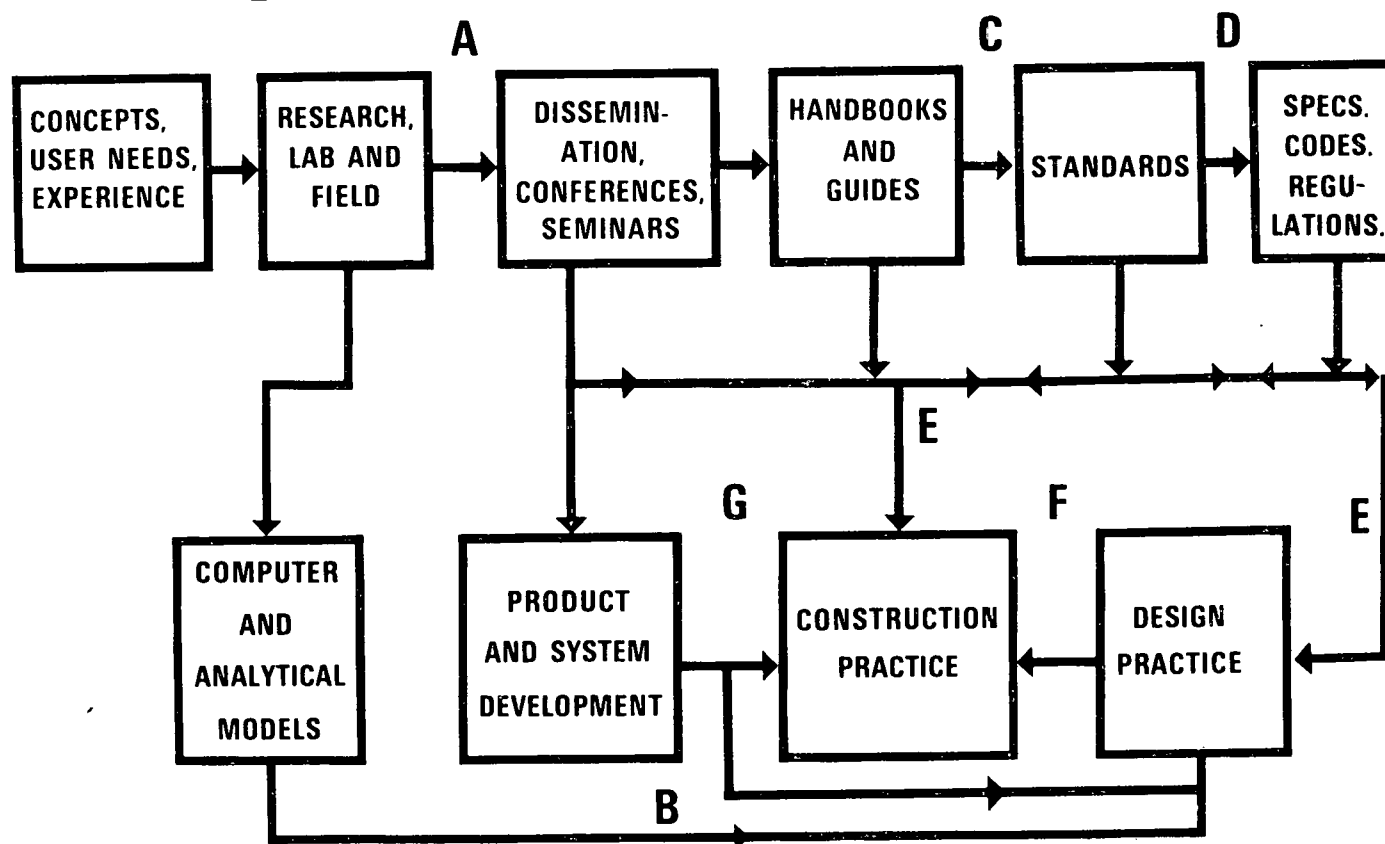 A
C
D
CONCEPTS,
USER NEEDS,
EXPERIENCE
RESEARCH,
LAB AND
FIELD
DISSEMIN-
ATION,
CONFERENCES,
SEMINARS
HANDBOOKS
AND
GUIDES
STANDARDS
SPECS.
CODES.
REGU-
LATIONS.
E
G
F
E
COMPUTER
AND
ANALYTICAL
MODELS
PRODUCT
AND SYSTEM
DEVELOPMENT
CONSTRUCTION
PRACTICE
DESIGN
PRACTICE
B